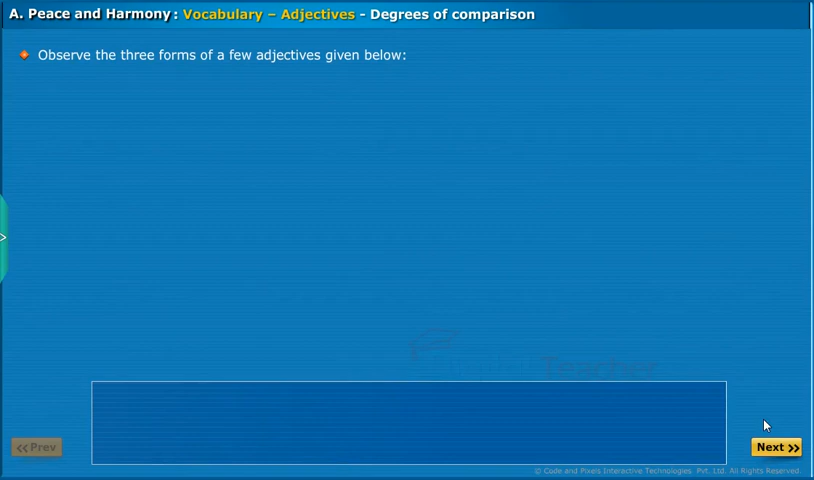 A. Peace and Harmony : Vocabulary – Adjectives - Degrees of comparison
Observe the three forms of a few adjectives given below:
Teacher
<< Prev
Next >>
© Code and Pixels Interactive Technologies Pvt. Ltd. All Rights Reserved.